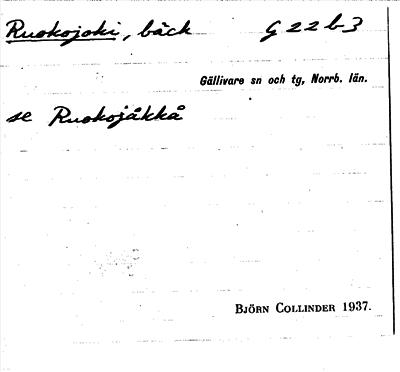 Ruokojoki, bäck G 22 b 3
Gällivare sn och tg, Norrb. län.
se Ruokojåkkå
BJÖRN COLLINDER 1937.